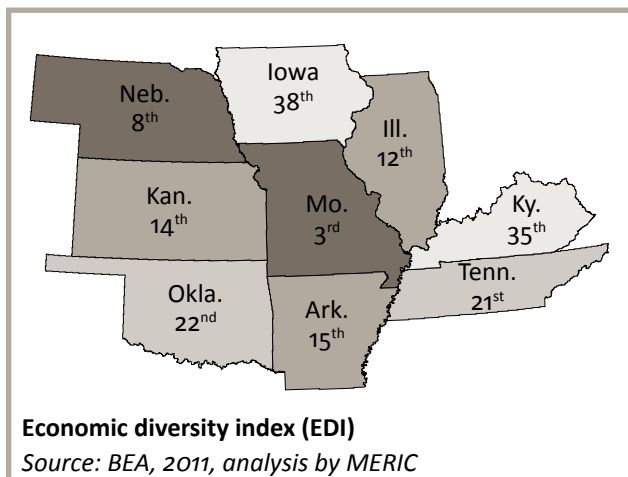 Iowa
38th
Neb.
8th
Ill.
12th
Kan.
14th
Mo.
3rd
Ky.
35th
Okla.
22nd
Ark.
15th
Tenn.
21st
Economic diversity index (EDI)
Source: BEA, 2011, analysis by MERIC